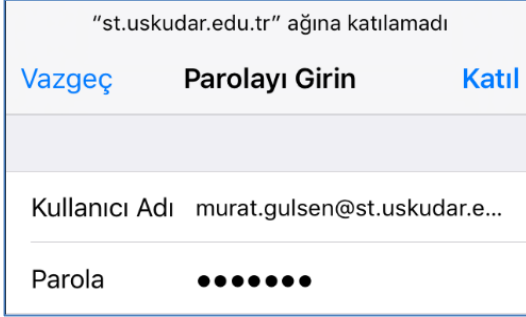 “st.uskudar.edu.tr” ağına katılamadı
Vazgeç Parolayı Girin Katıl
Kullanıcı Adı murat.gulsen@st.uskudar.e...
Parola ●●●●●●●